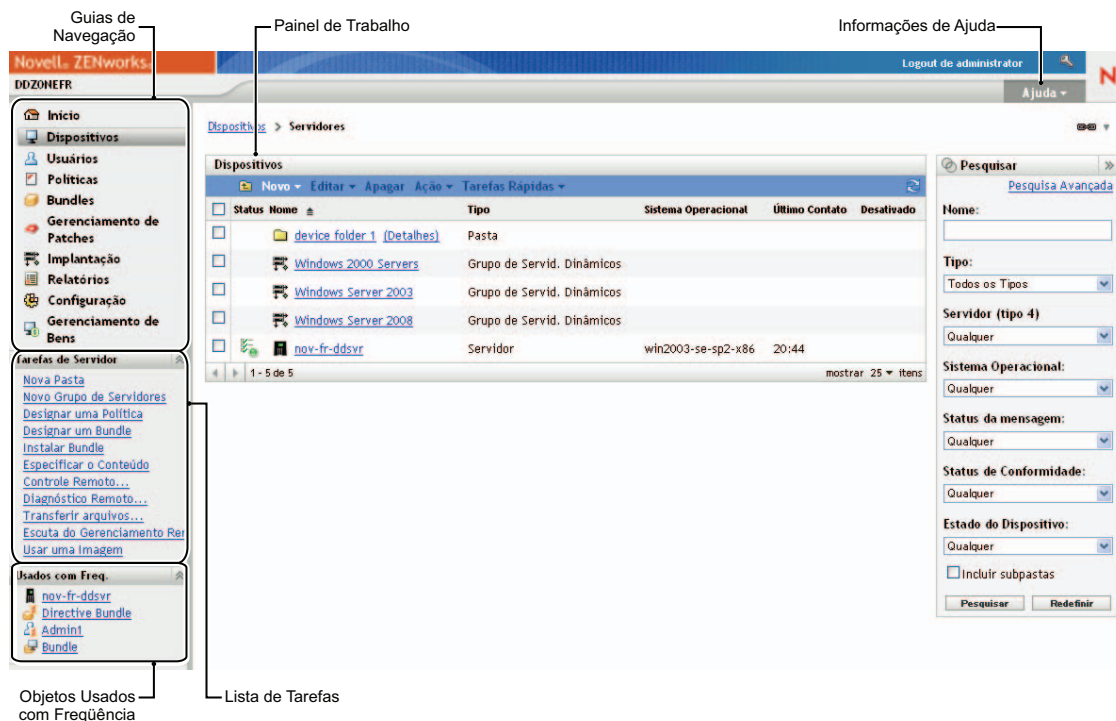 Guias de
Navegação
Painel de Trabalho
Informações de Ajuda
Novell® ZENworks®
Logout de administrator
DDZONEFR
Ajuda
N
Início
Dispositivos
Usuários
Políticas
Bundles
Gerenciamento de
Patches
Implantação
Relatórios
Configuração
Gerenciamento de
Bens
Tarefas de Servidor
Nova Pasta
Novo Grupo de Servidores
Designar uma Política
Designar um Bundle
Instalar Bundle
Especificar o Conteúdo
Controle Remoto...
Diagnóstico Remoto...
Transferir arquivos...
Escuta do Gerenciamento Rer
Usar uma Imagem
Usados com Freq.
nov-fr-ddsvr
Directive Bundle
Admin1
Bundle
Dispositivos > Servidores
Dispositivos
Novo Editar Apagar Ação Tarefas Rápidas
Status Nome Tipo Sistema Operacional Último Contato Desativado
device folder 1 (Detalhes) Pasta
Windows 2000 Servers Grupo de Servid. Dinâmicos
Windows Server 2003 Grupo de Servid. Dinâmicos
Windows Server 2008 Grupo de Servid. Dinâmicos
nov-fr-ddsvr Servidor win2003-se-sp2-x86 20:44
1 - 5 de 5 mostrar 25 itens
Pesquisar »
Pesquisa Avançada
Nome:
Tipo:
Todos os Tipos
Servidor (tipo 4)
Qualquer
Sistema Operacional:
Qualquer
Status da mensagem:
Qualquer
Status de Conformidade:
Qualquer
Estado do Dispositivo:
Qualquer
Incluir subpastas
Pesquisar Redefinir
Objetos Usados
com Freqüência
Lista de Tarefas